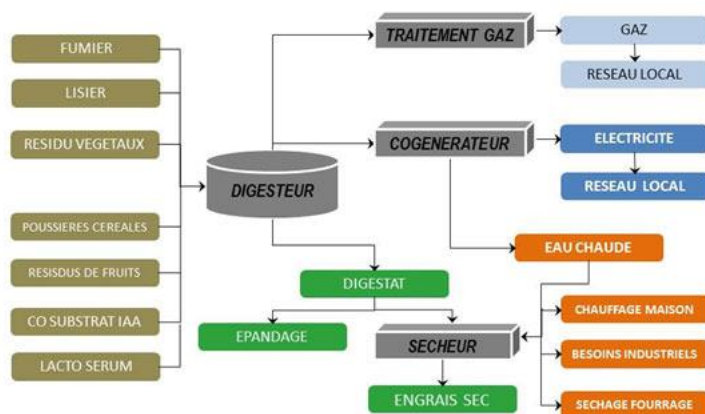 FUMIER
LISIER
RESIDU VEGETAUX
POUSSIERES CEREALES
RESISDUS DE FRUITS
CO SUBSTRAT IAA
LACTO SERUM
DIGESTEUR
TRAITEMENT GAZ
GAZ
RESEAU LOCAL
COGENERATEUR
ELECTRICITE
RESEAU LOCAL
EAU CHAUDE
DIGESTAT
EPANDAGE
SECHEUR
ENGRAIS SEC
CHAUFFAGE MAISON
BESOINS INDUSTRIELS
SECHAGE FOURRAGE